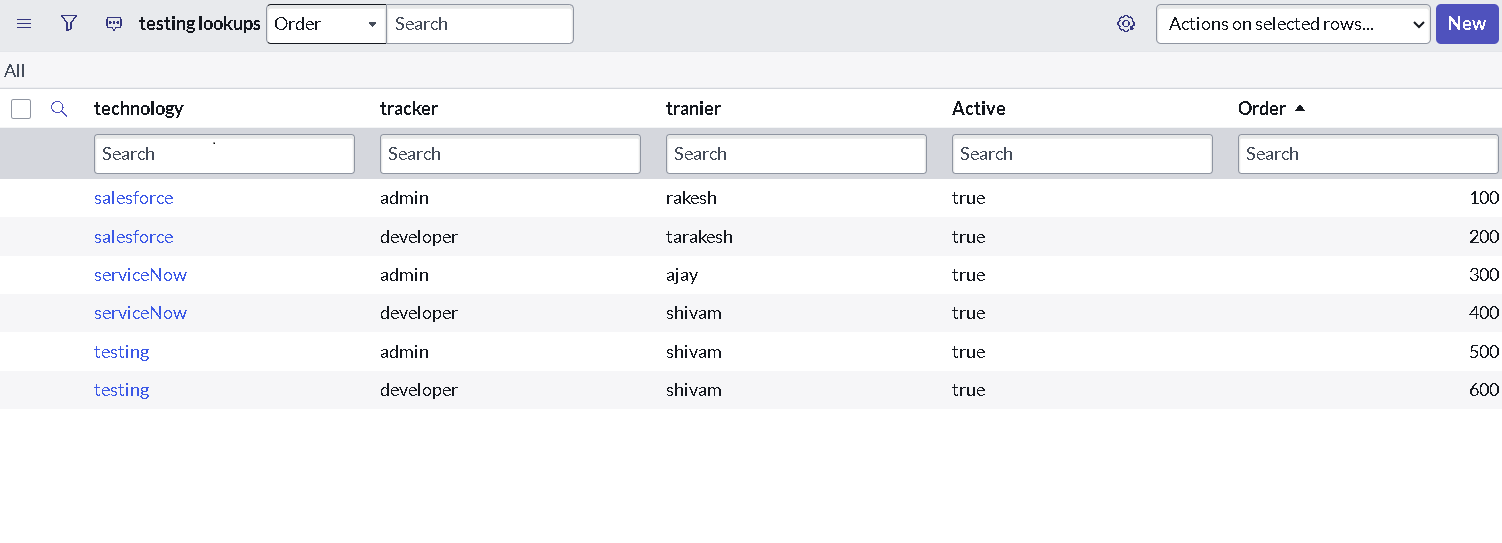 testing lookups Order Search Actions on selected rows... New
All
technology tracker tranier Active Order
Search Search Search Search Search
salesforce admin rakesh true 100
salesforce developer tarakesh true 200
serviceNow admin ajay true 300
serviceNow developer shivam true 400
testing admin shivam true 500
testing developer shivam true 600